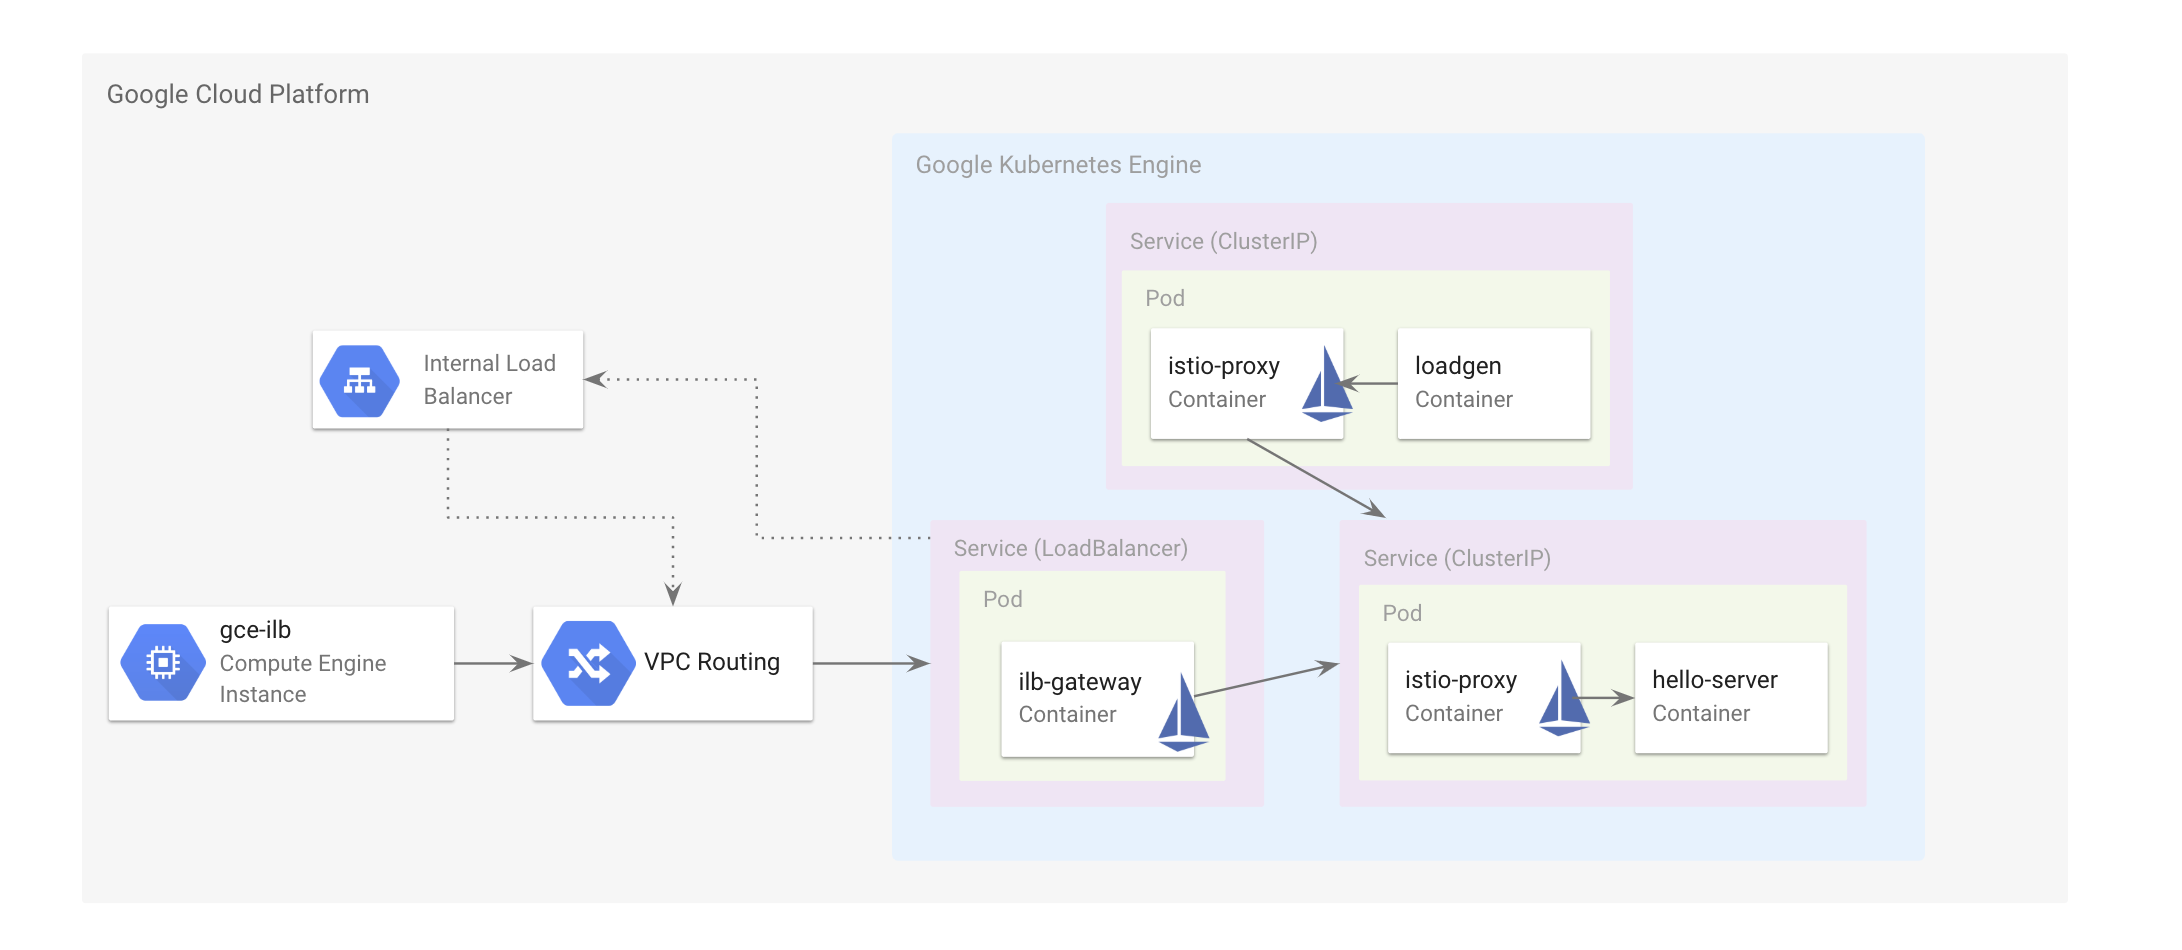 Google Cloud Platform
Google Kubernetes Engine
Service (ClusterIP)
Pod
istio-proxy
Container
loadgen
Container
Internal Load
Balancer
Service (LoadBalancer)
Pod
ilb-gateway
Container
Service (ClusterIP)
Pod
istio-proxy
Container
hello-server
Container
gce-ilb
Compute Engine
Instance
VPC Routing